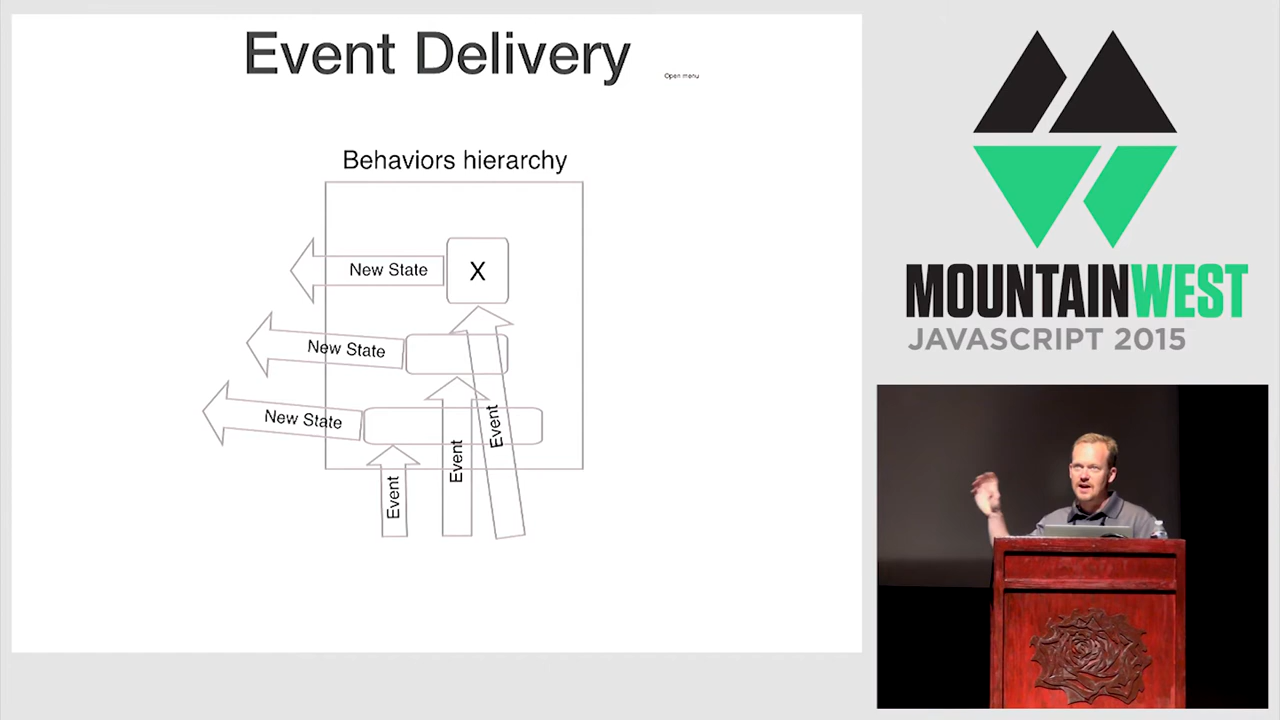 Event Delivery
Open menu
Behaviors hierarchy
New State
X
New State
New State
Event
Event
Event
MOUNTAINWEST
JAVASCRIPT 2015